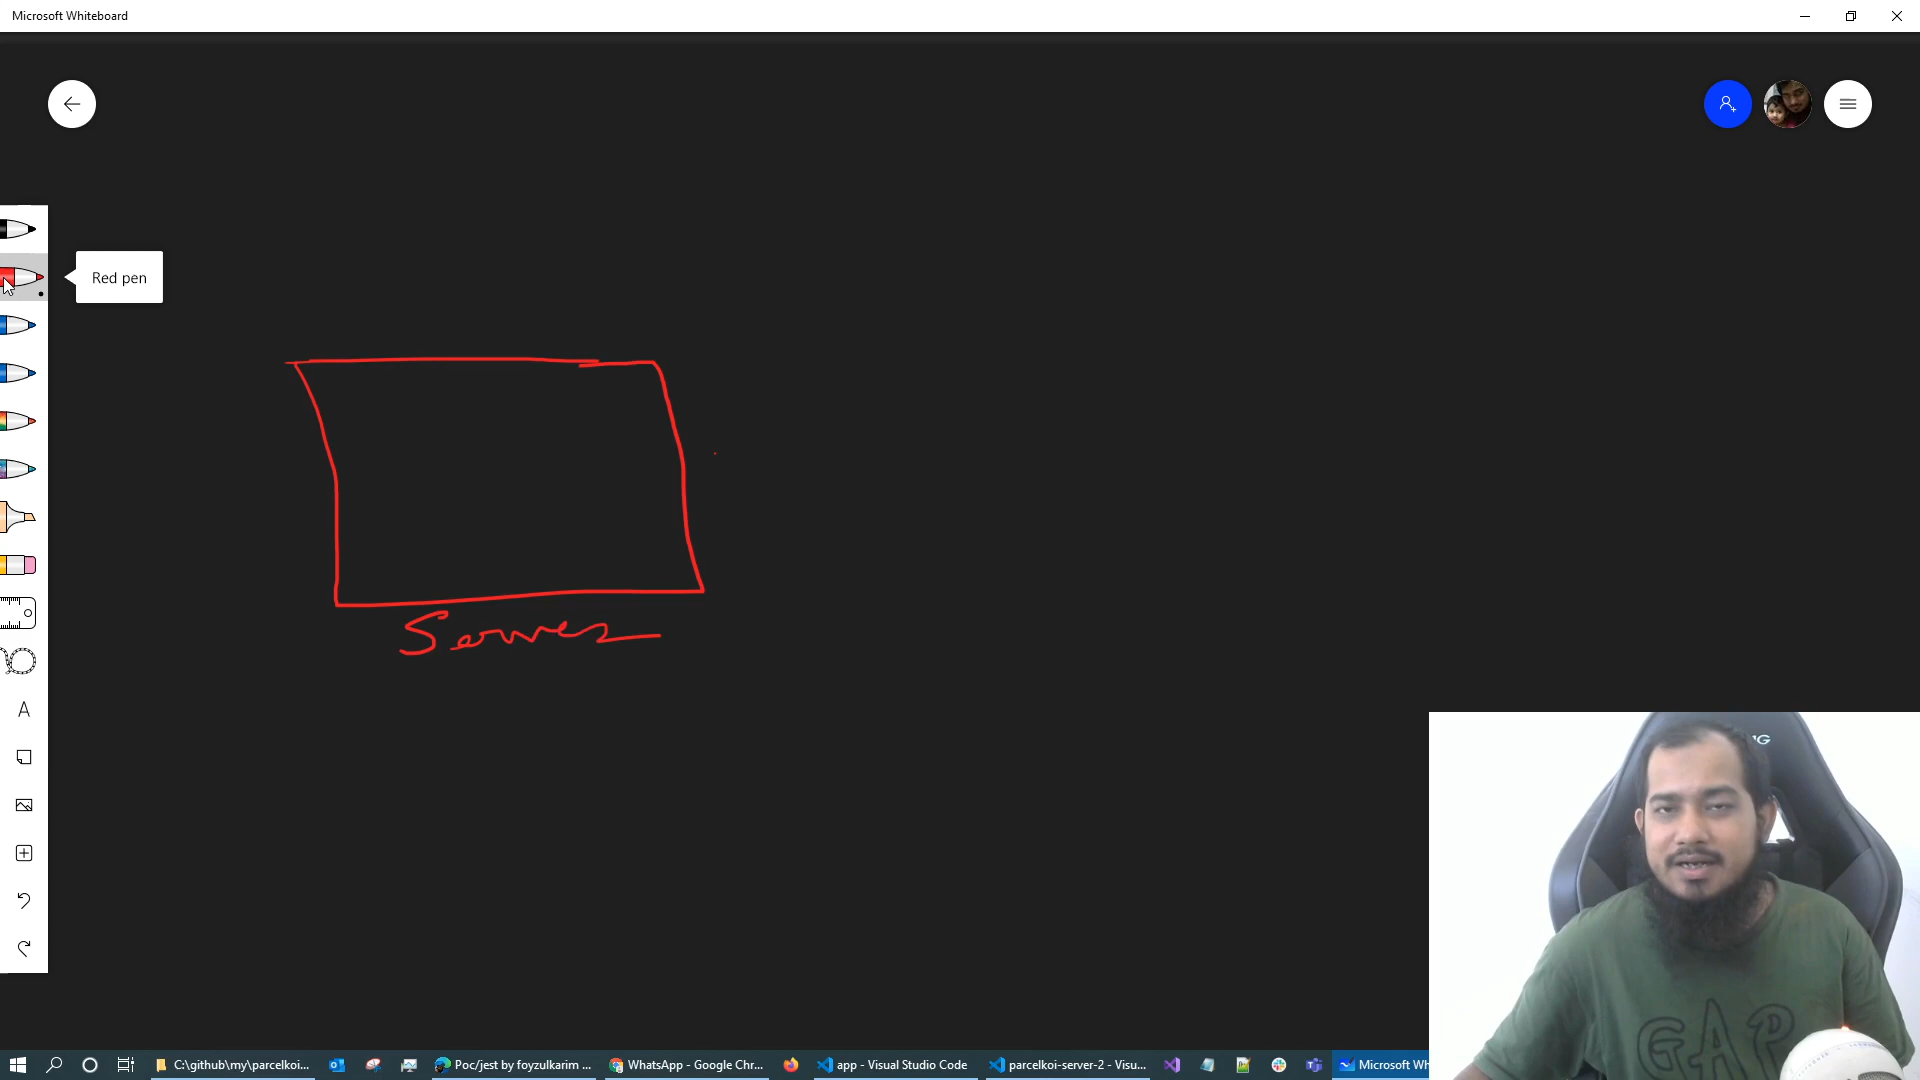 Microsoft Whiteboard
Red pen
Server
A
GAP
C:\github\my\parcelkoi...
Poc/jest by foyzulkarim ...
WhatsApp - Google Chr...
app - Visual Studio Code
parcelkoi-server-2 - Visu...
Microsoft Wh